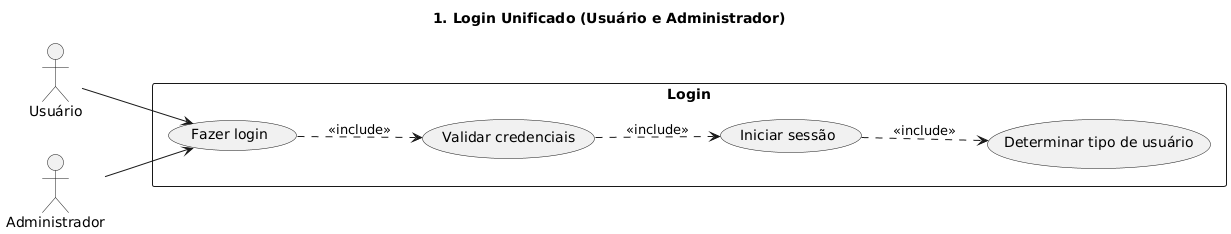 1. Login Unificado (Usuário e Administrador)
Usuário
Login
Fazer login
«include»
Validar credenciais
«include»
Iniciar sessão
«include»
Determinar tipo de usuário
Administrador